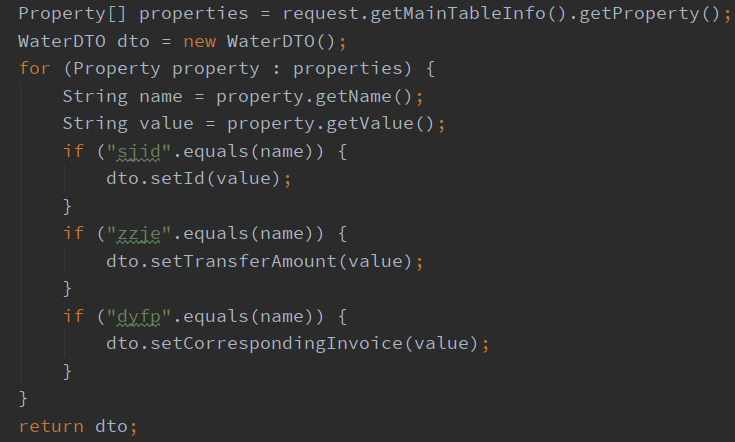 Property[] properties = request.getMainTableInfo().getProperty();
WaterDTO dto = new WaterDTO();
for (Property property : properties) {
    String name = property.getName();
    String value = property.getValue();
    if ("sjid".equals(name)) {
        dto.setId(value);
    }
    if ("zzje".equals(name)) {
        dto.setTransferAmount(value);
    }
    if ("dyfp".equals(name)) {
        dto.setCorrespondingInvoice(value);
    }
}
return dto;